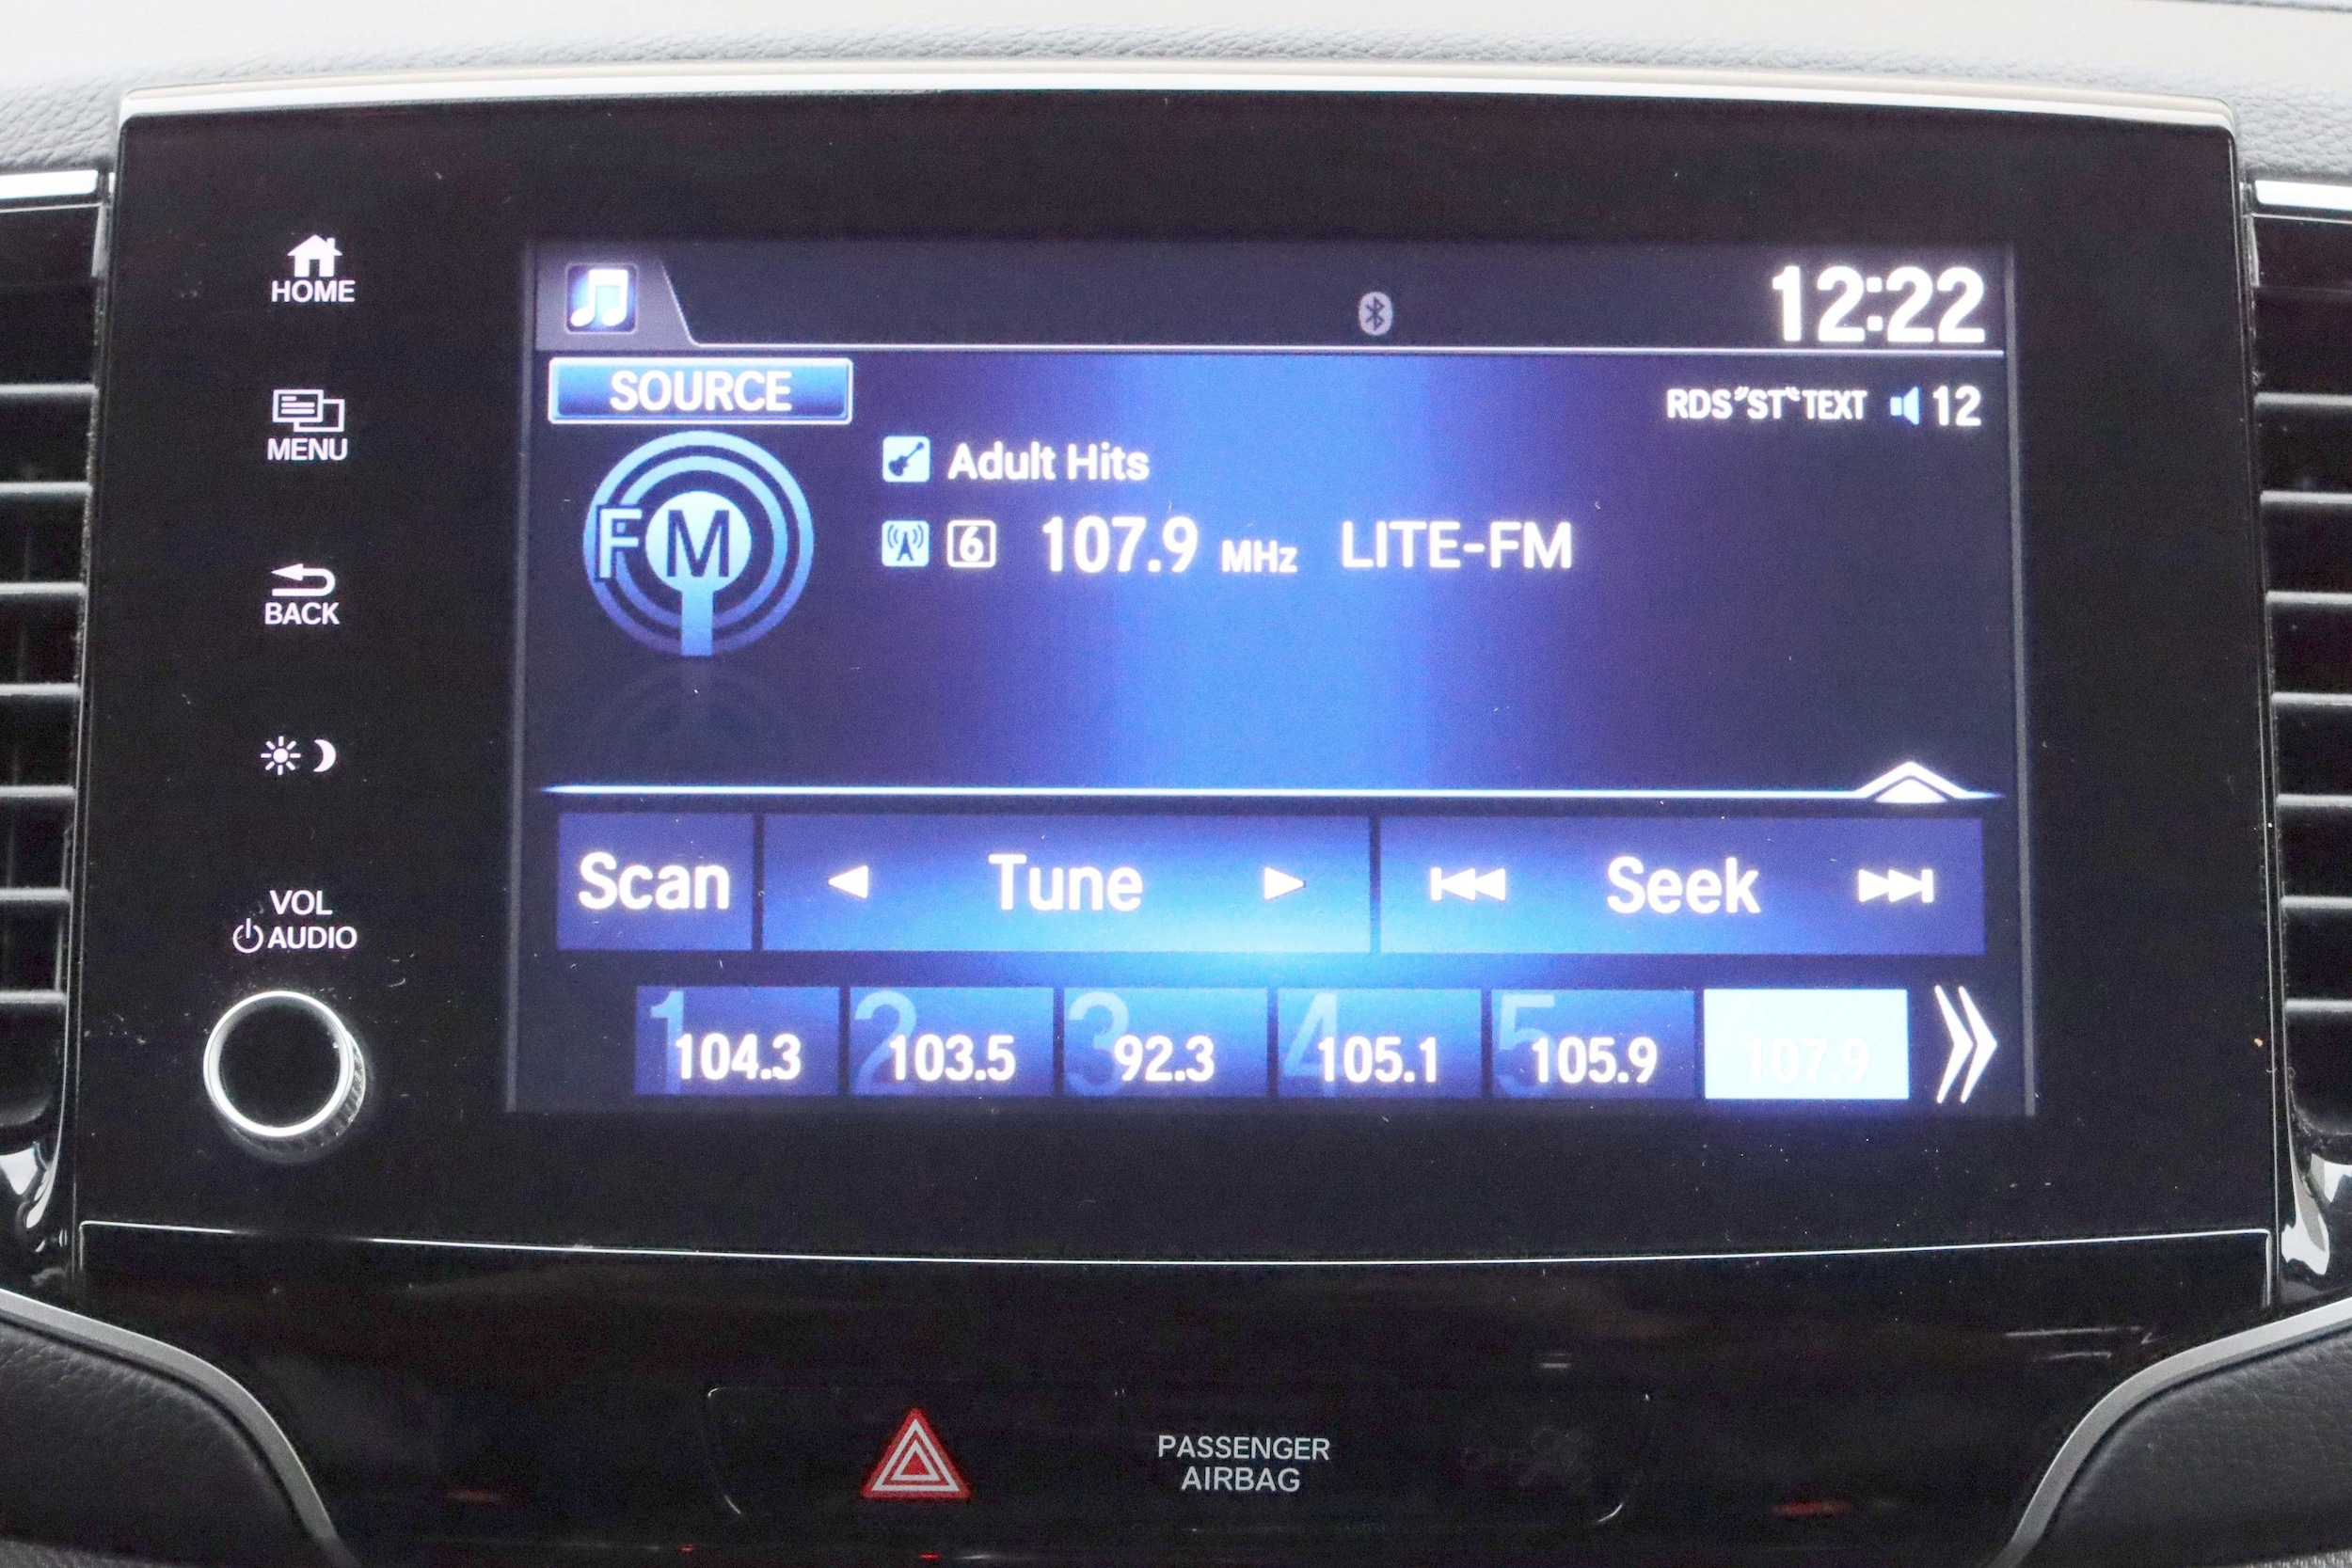 HOME
MENU
BACK
VOL
AUDIO
12:22
SOURCE
RDS ST TEXT 12
FM
Adult Hits
6 107.9 MHz LITE-FM
Scan Tune Seek
1 104.3 2 103.5 3 92.3 4 105.1 5 105.9 107.9
PASSENGER
AIRBAG